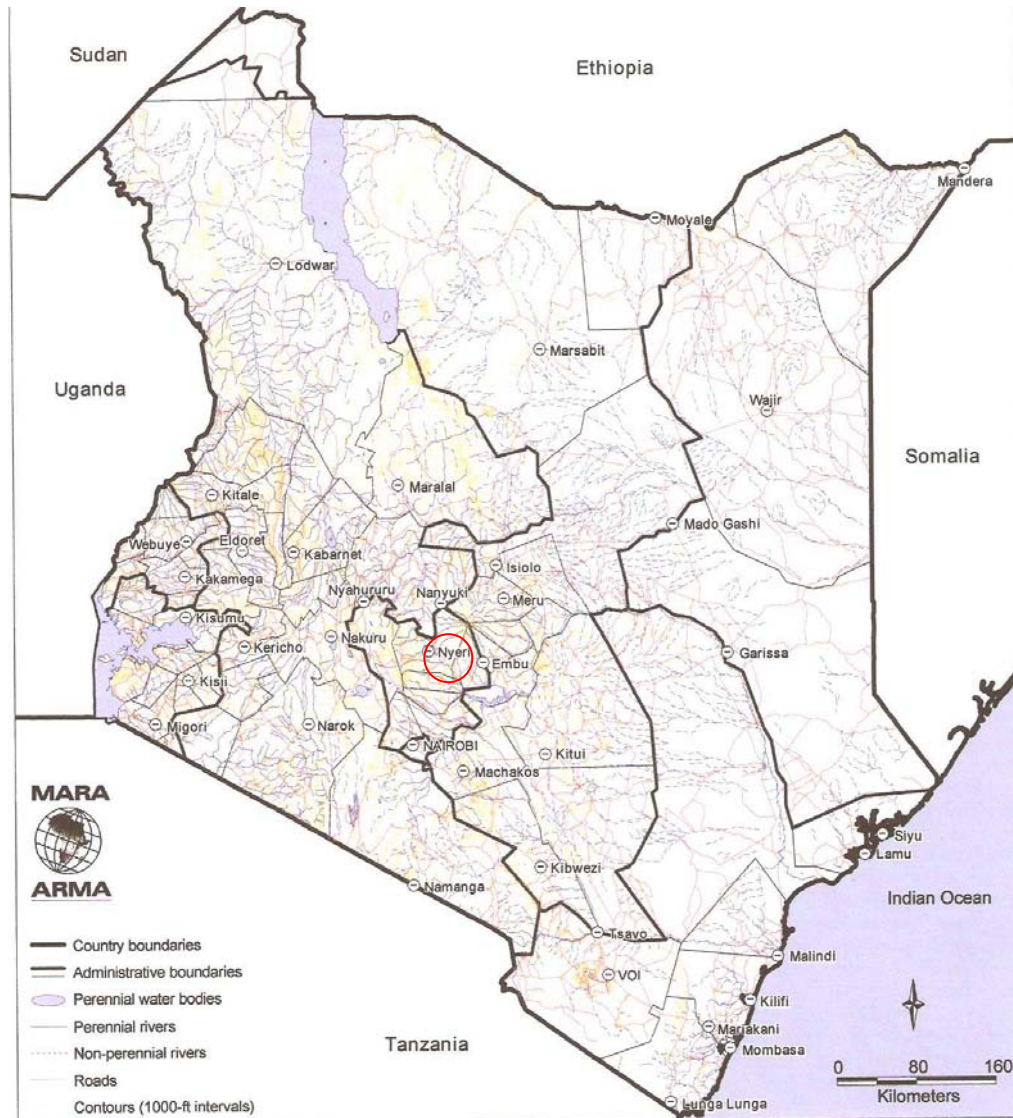 Sudan
Ethiopia
Mandera
Moyale
Lodwar
Marsabit
Uganda
Wajir
Somalia
Maralal
Kitale
Mado Gashi
Webuye
Eldoret
Kabarnet
Isiolo
Kakamega
Nyahururu
Nanyuki
Meru
Kisumu
Nakuru
Kericho
Nyeri
Embu
Garissa
Kisii
Migori
Narok
NAIROBI
Kitui
Machakos
MARA
ARMA
Siyu
Lamu
Kibwezi
Namanga
Indian Ocean
Tsavo
Malindi
VOI
Kilifi
Mariakani
Mombasa
Tanzania
Lunga Lunga
Country boundaries
Administrative boundaries
Perennial water bodies
Perennial rivers
Non-perennial rivers
Roads
Contours (1000-ft intervals)
0 80 160
Kilometers